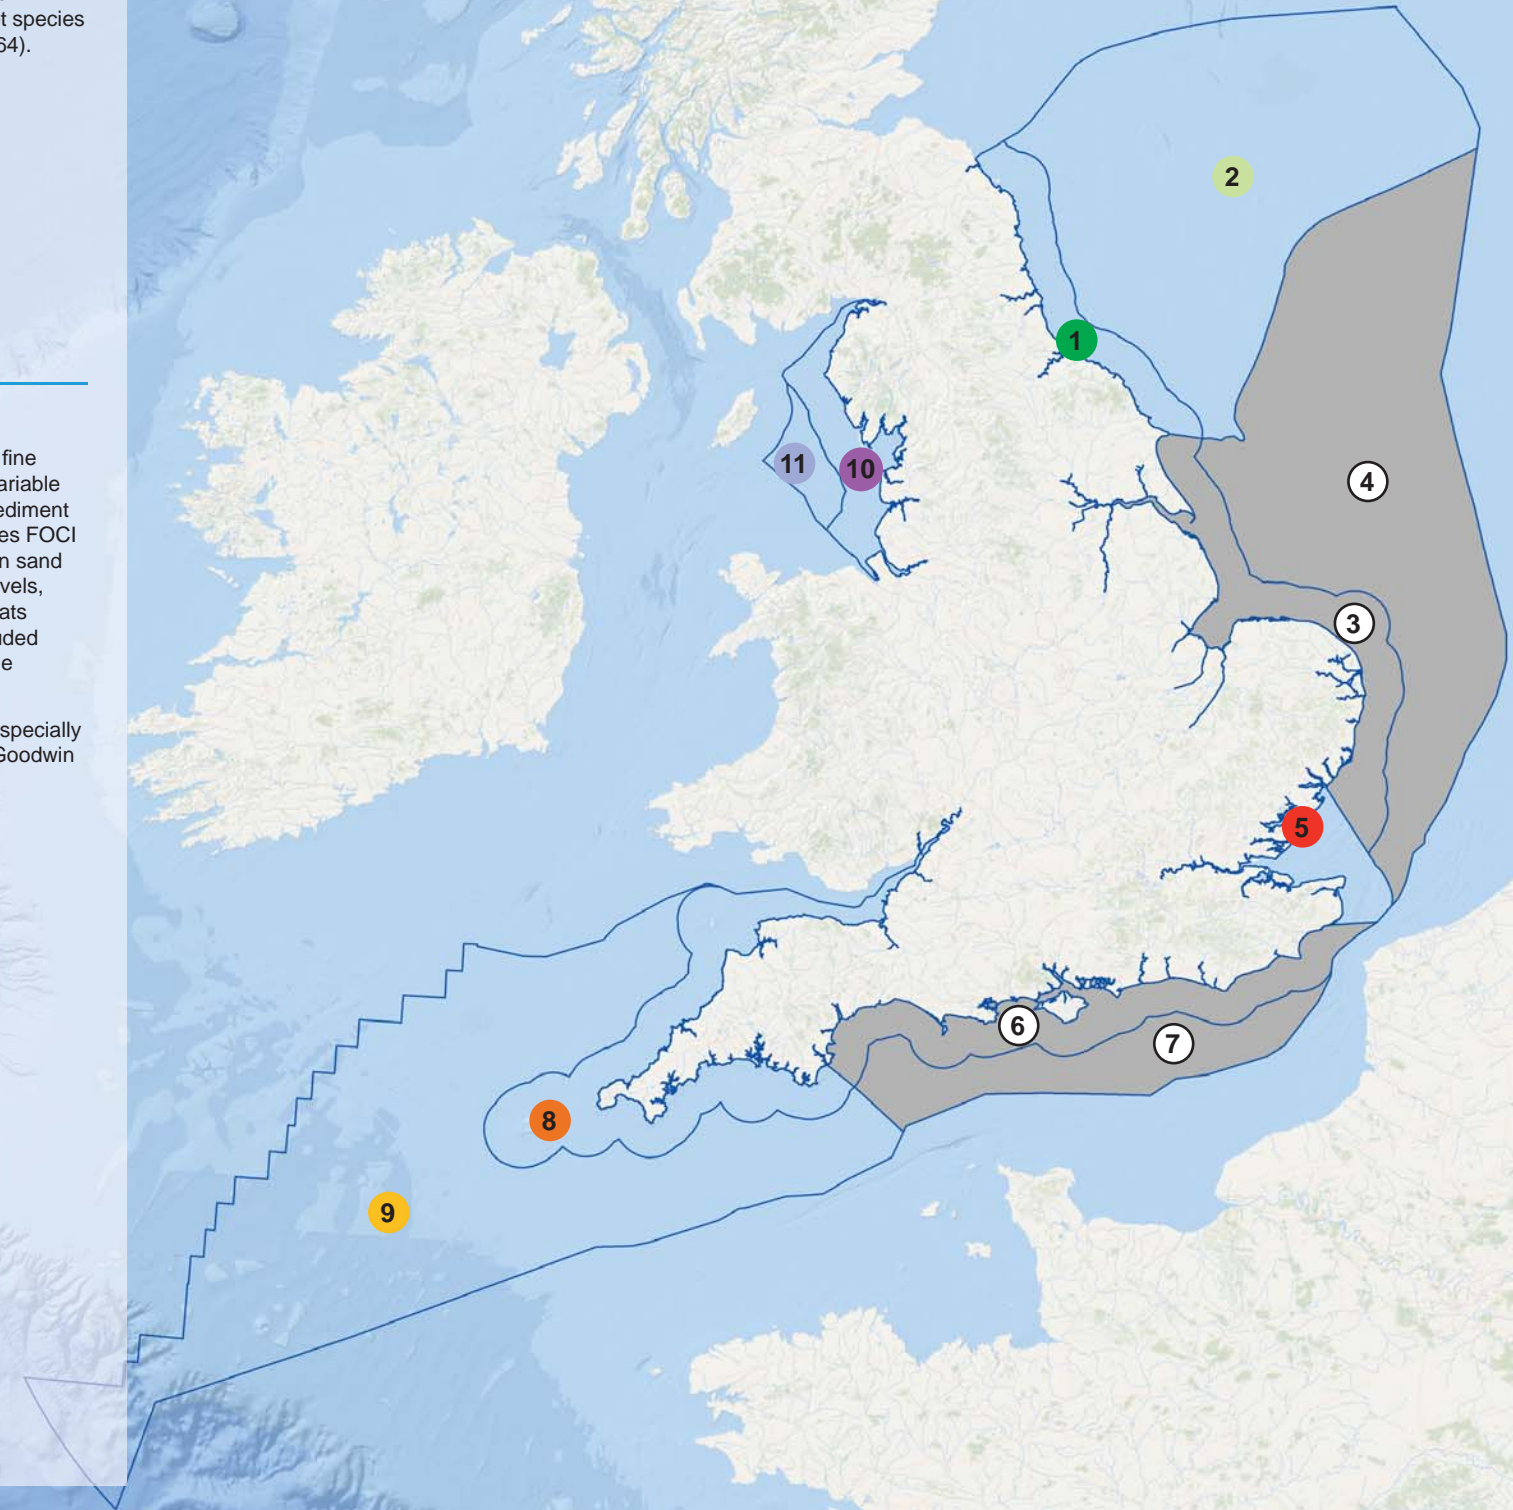 t species
64).
fine
ariable
ediment
es FOCI
n sand
vels,
ats
uded
e
specially
Goodwin
2
1
4
11
10
3
5
6
7
8
9